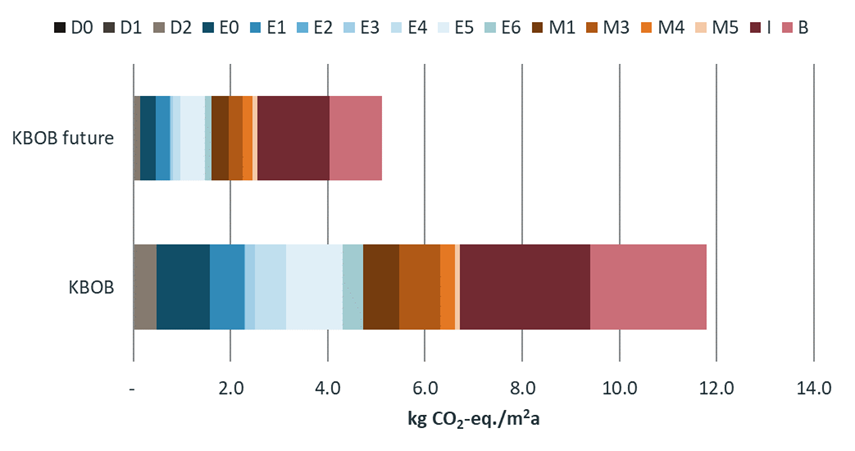 D0 D1 D2 E0 E1 E2 E3 E4 E5 E6 M1 M3 M4 M5 I B
KBOB future
KBOB
- 2.0 4.0 6.0 8.0 10.0 12.0 14.0
kg CO₂-eq./m²a